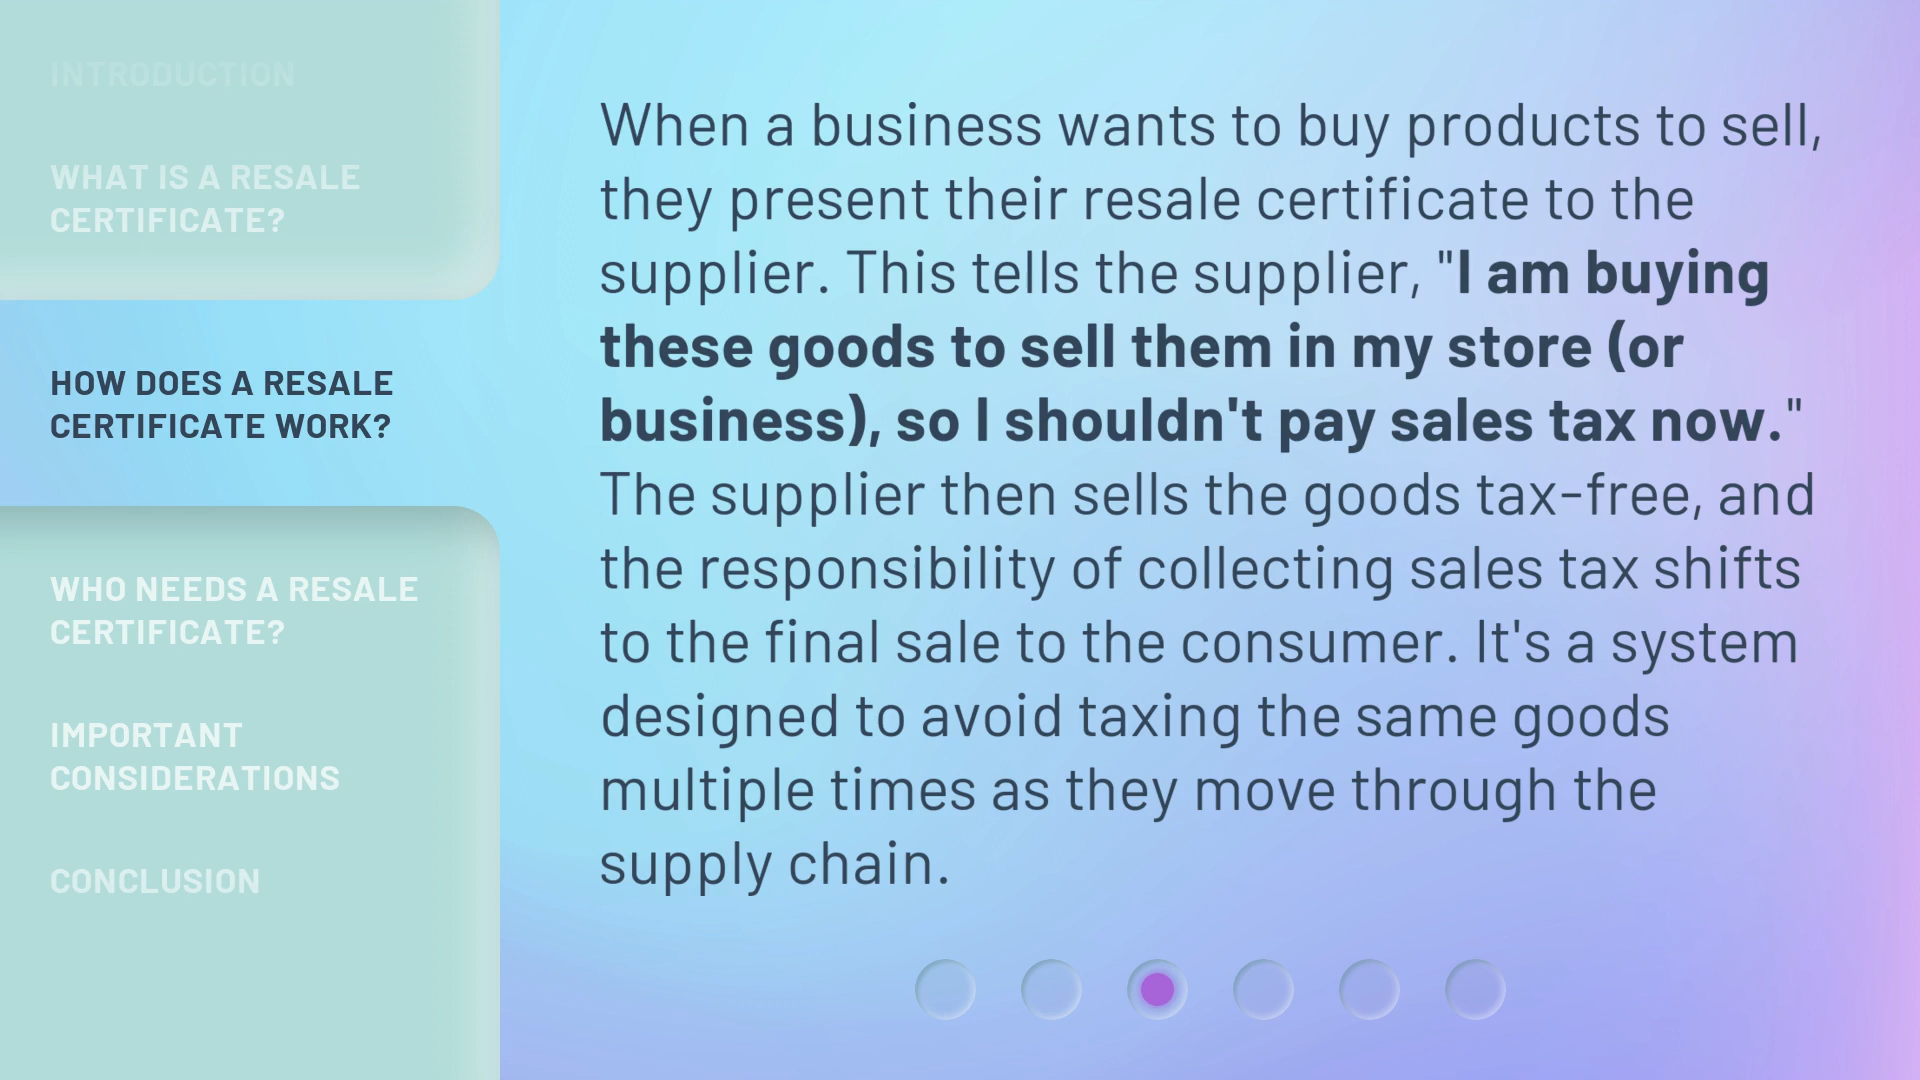 INTRODUCTION
WHAT IS A RESALE
CERTIFICATE?
HOW DOES A RESALE
CERTIFICATE WORK?
WHO NEEDS A RESALE
CERTIFICATE?
IMPORTANT
CONSIDERATIONS
CONCLUSION
When a business wants to buy products to sell,
they present their resale certificate to the
supplier. This tells the supplier, "I am buying
these goods to sell them in my store (or
business), so I shouldn't pay sales tax now."
The supplier then sells the goods tax-free, and
the responsibility of collecting sales tax shifts
to the final sale to the consumer. It's a system
designed to avoid taxing the same goods
multiple times as they move through the
supply chain.